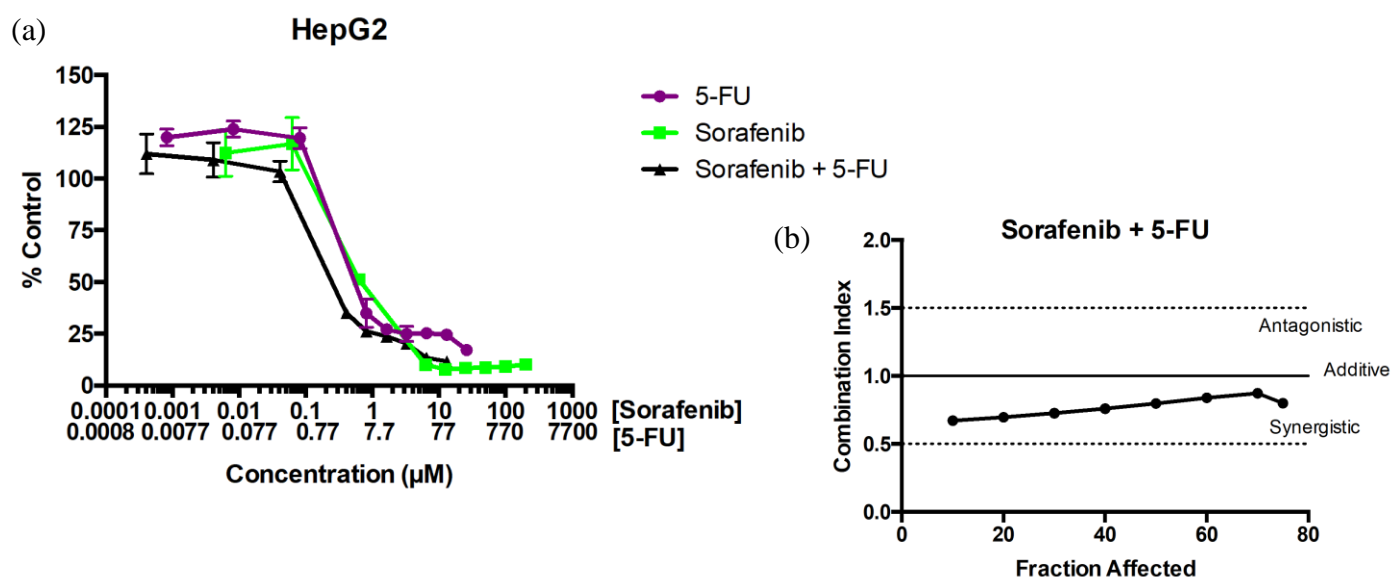 (a)
HepG2
% Control
150
125
100
75
50
25
0
0.0001 0.001 0.01 0.1 1 10 100 1000 [Sorafenib]
0.0008 0.0077 0.077 0.77 7.7 77 770 7700 [5-FU]
Concentration (µM)
5-FU
Sorafenib
Sorafenib + 5-FU
(b)
Sorafenib + 5-FU
Combination Index
2.0
1.5
1.0
0.5
0.0
Antagonistic
Additive
Synergistic
0 20 40 60 80
Fraction Affected